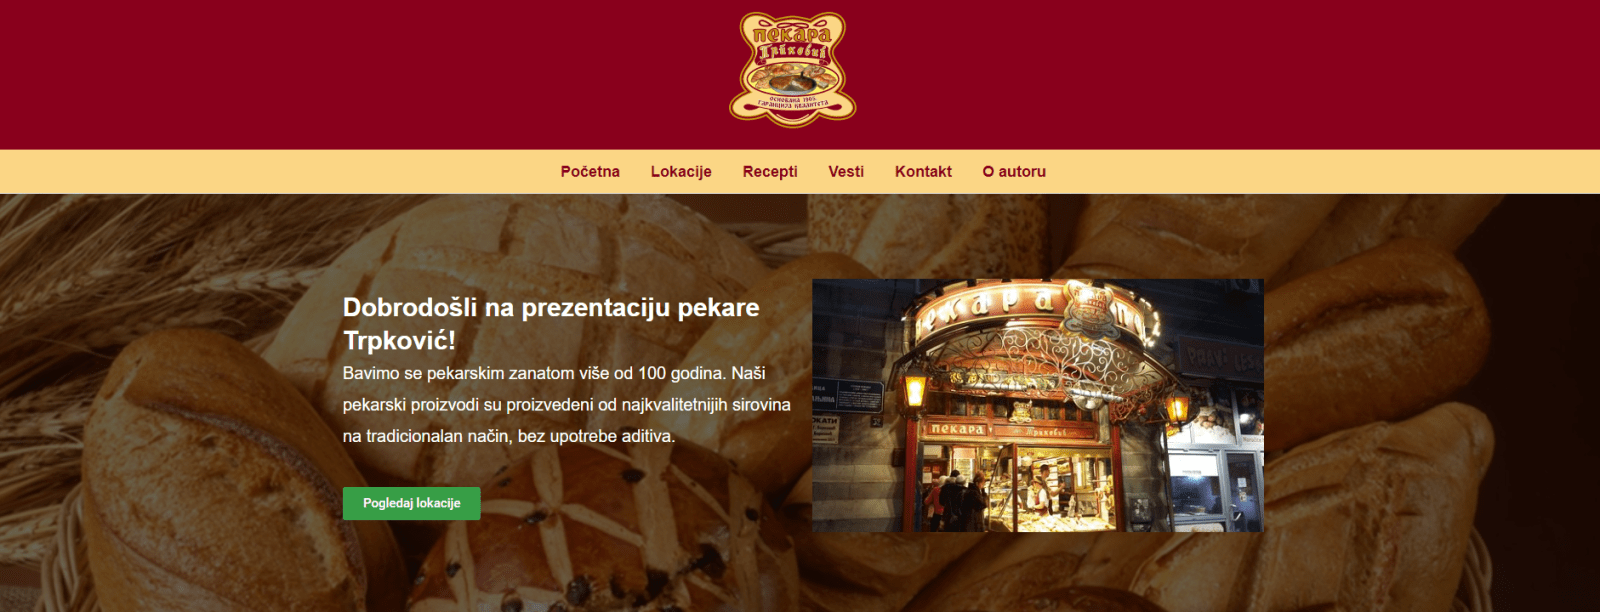 пекара
Трпковић
основана 1905.
гаранција квалитета
Početna Lokacije Recepti Vesti Kontakt O autoru
Dobrodošli na prezentaciju pekare
Trpković!
Bavimo se pekarskim zanatom više od 100 godina. Naši
pekarski proizvodi su proizvedeni od najkvalitetnijih sirovina
na tradicionalan način, bez upotrebe aditiva.
Pogledaj lokacije
пекара
пекара Трпковић